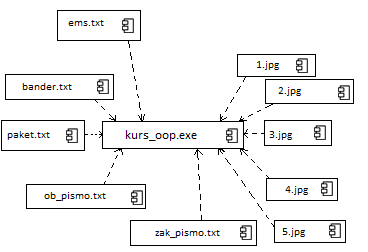 ems.txt
1.jpg
bander.txt
2.jpg
paket.txt
kurs_oop.exe
3.jpg
ob_pismo.txt
4.jpg
zak_pismo.txt
5.jpg